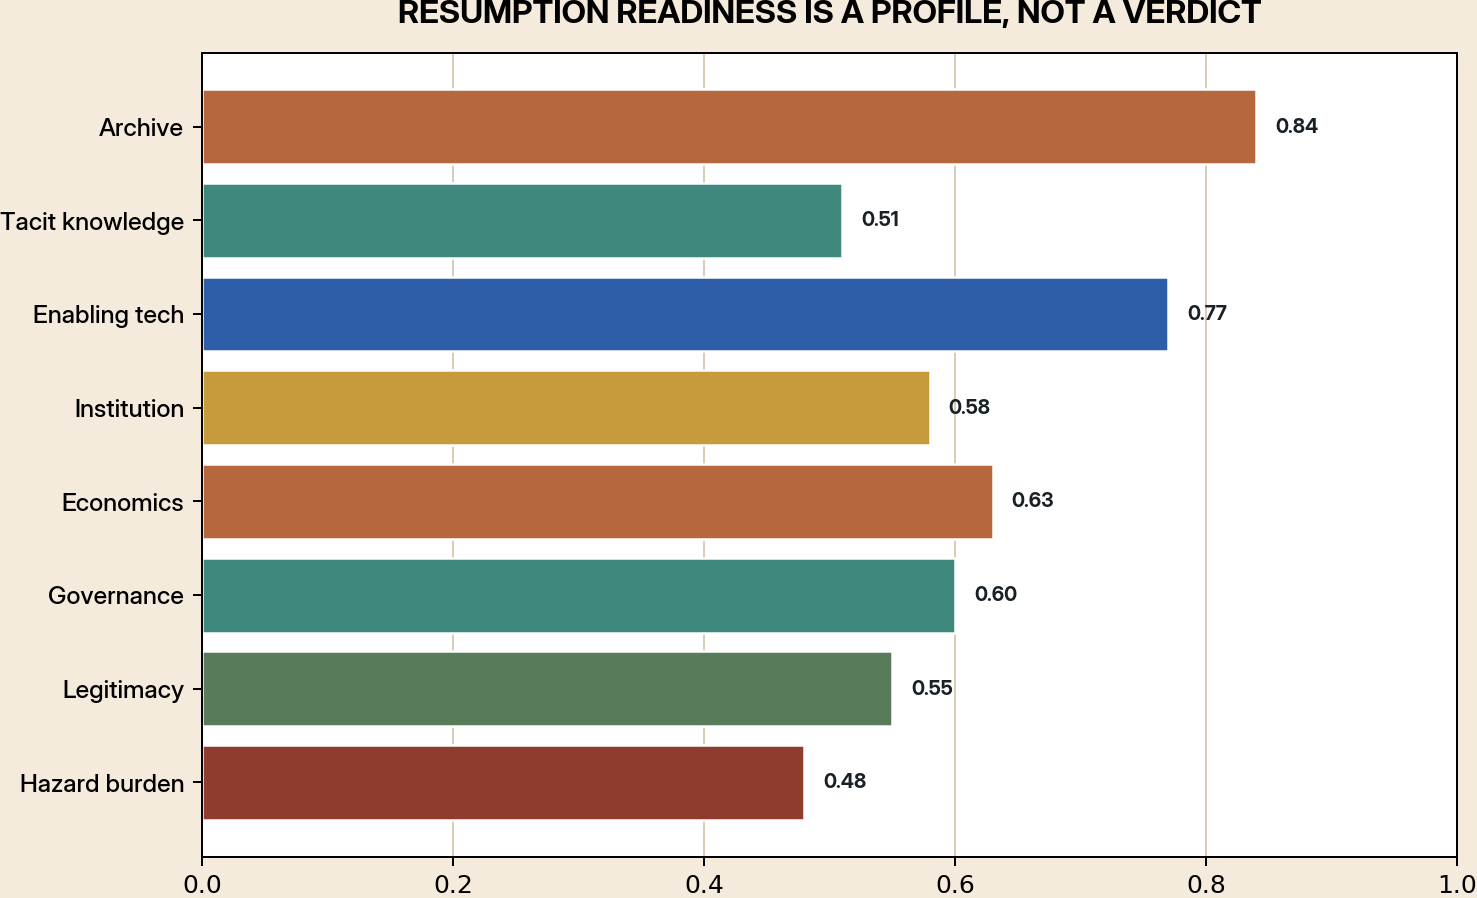 RESUMPTION READINESS IS A PROFILE, NOT A VERDICT
Archive 0.84
Tacit knowledge 0.51
Enabling tech 0.77
Institution 0.58
Economics 0.63
Governance 0.60
Legitimacy 0.55
Hazard burden 0.48
0.0 0.2 0.4 0.6 0.8 1.0